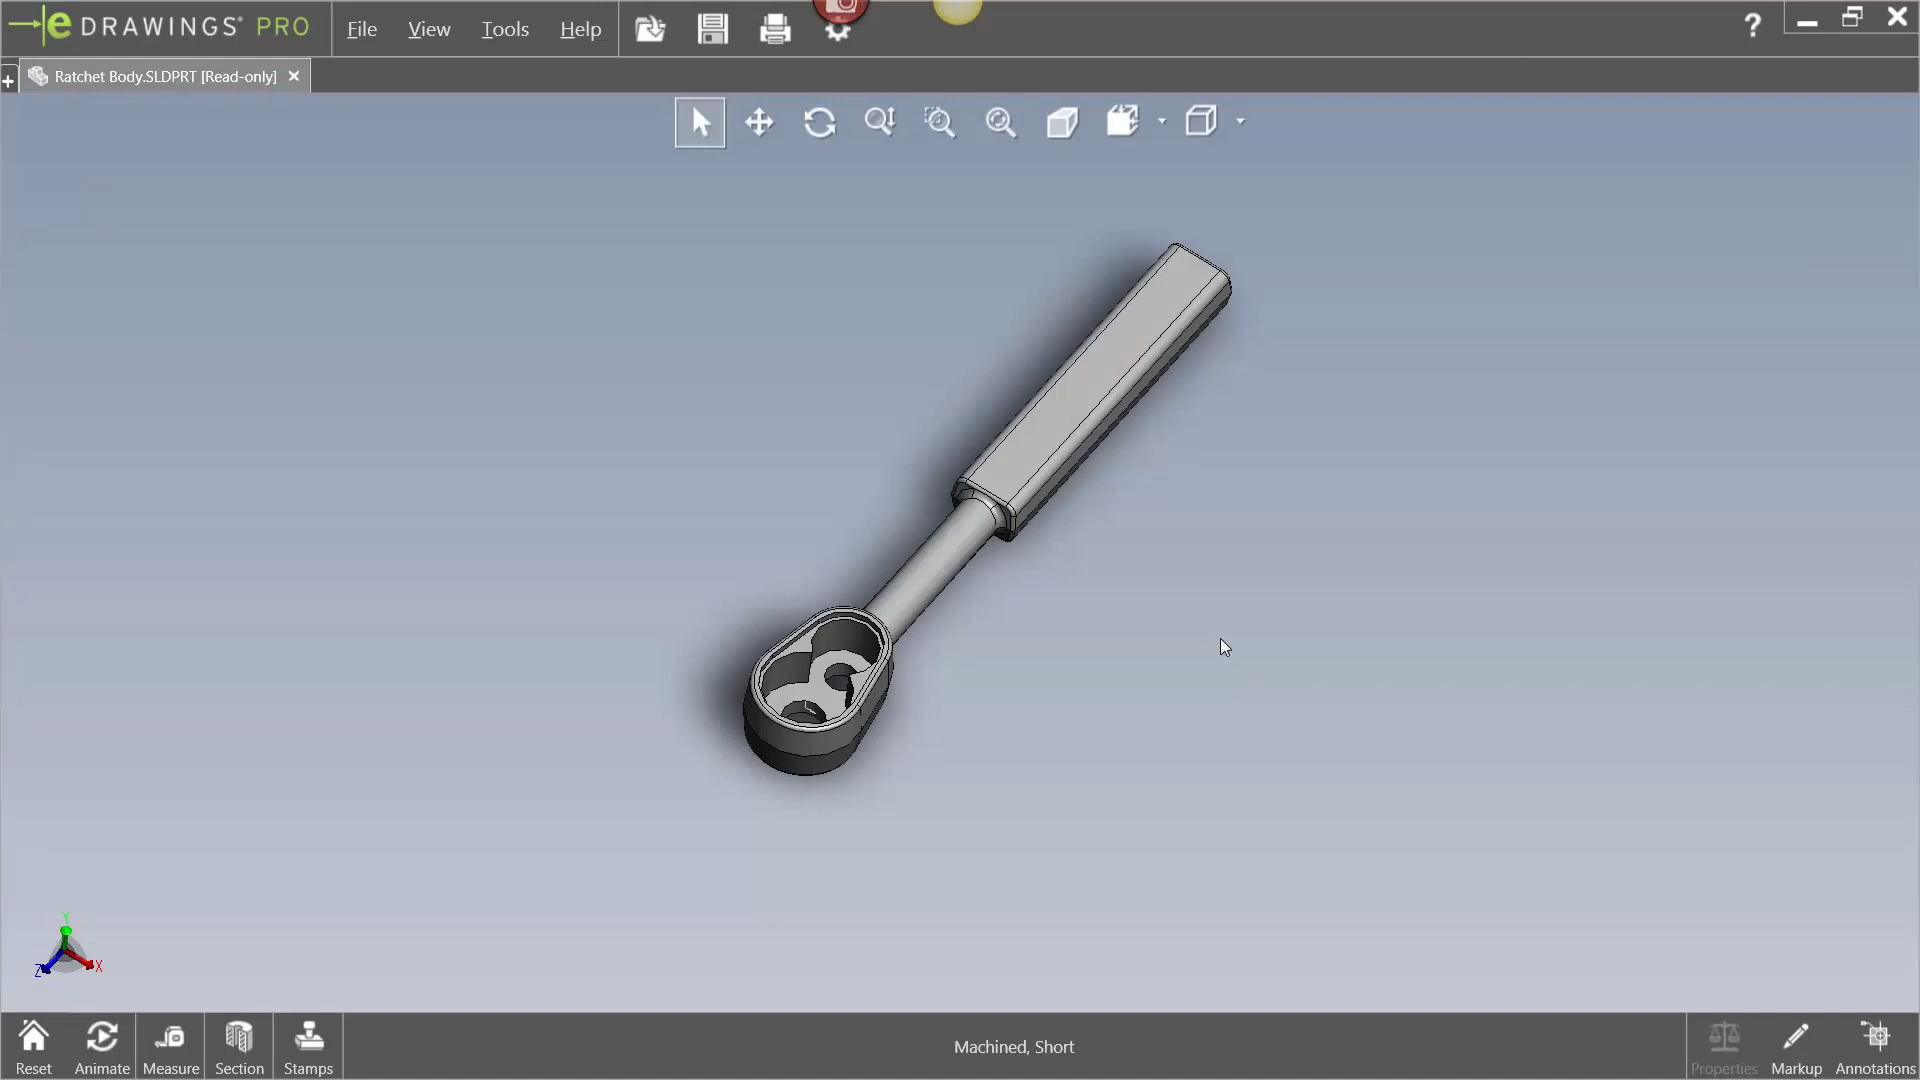 eDRAWINGS® PRO
File View Tools Help
?
+ Ratchet Body.SLDPRT [Read-only] ×
Y
Z X
Reset Animate Measure Section Stamps Machined, Short Properties Markup Annotations